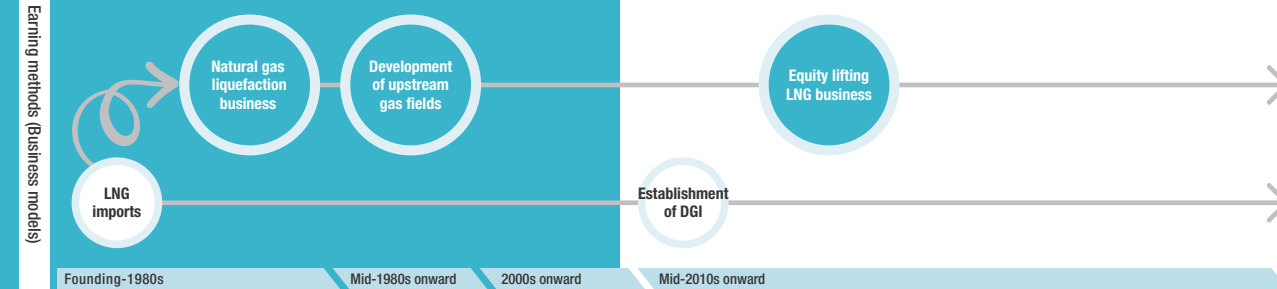 Earning methods (Business models)
Natural gas
liquefaction
business
Development
of upstream
gas fields
Equity lifting
LNG business
LNG
imports
Establishment
of DGI
Founding-1980s
Mid-1980s onward
2000s onward
Mid-2010s onward